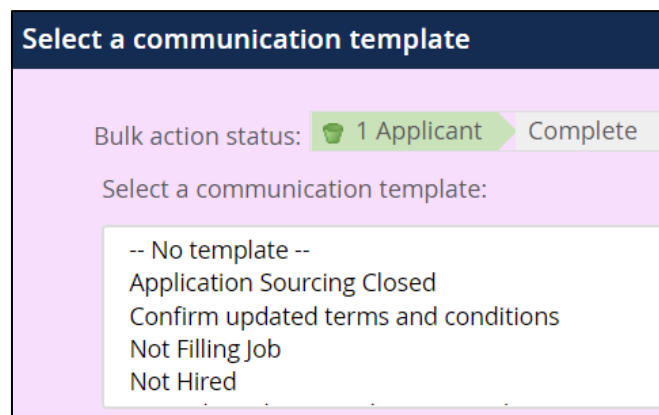 Select a communication template
Bulk action status: 1 Applicant Complete
Select a communication template:
-- No template --
Application Sourcing Closed
Confirm updated terms and conditions
Not Filling Job
Not Hired